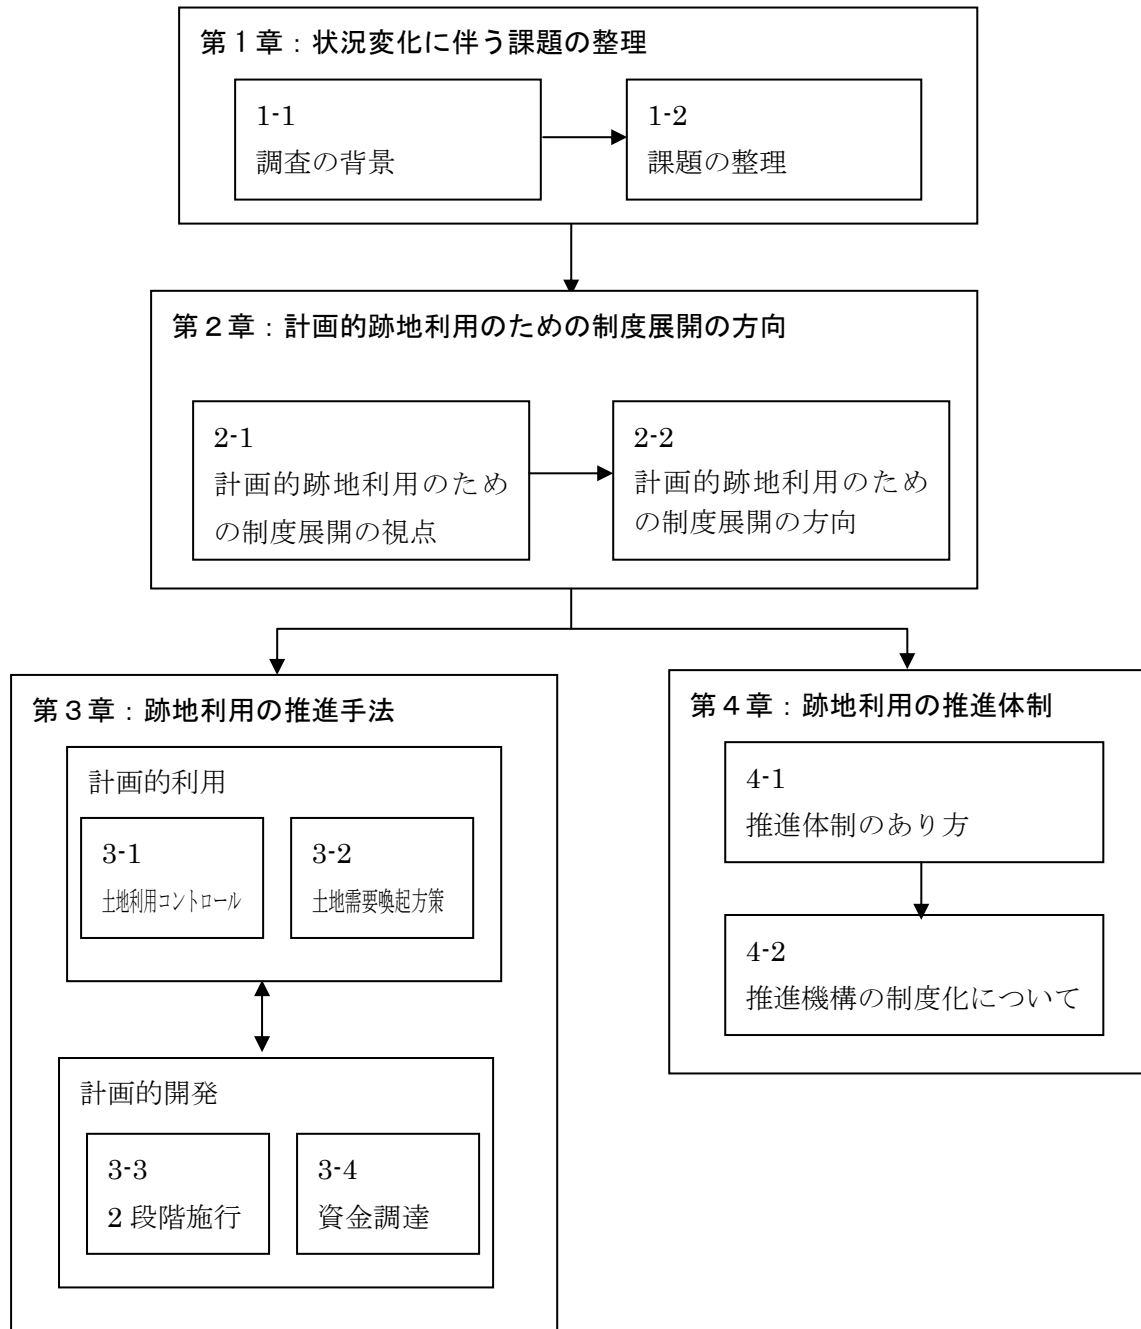 第1章：状況変化に伴う課題の整理
1-1
調査の背景
1-2
課題の整理
第2章：計画的跡地利用のための制度展開の方向
2-1
計画的跡地利用のため
の制度展開の視点
2-2
計画的跡地利用のため
の制度展開の方向
第3章：跡地利用の推進手法
計画的利用
3-1
土地利用コントロール
3-2
土地需要喚起方策
計画的開発
3-3
2 段階施行
3-4
資金調達
第4章：跡地利用の推進体制
4-1
推進体制のあり方
4-2
推進機構の制度化について